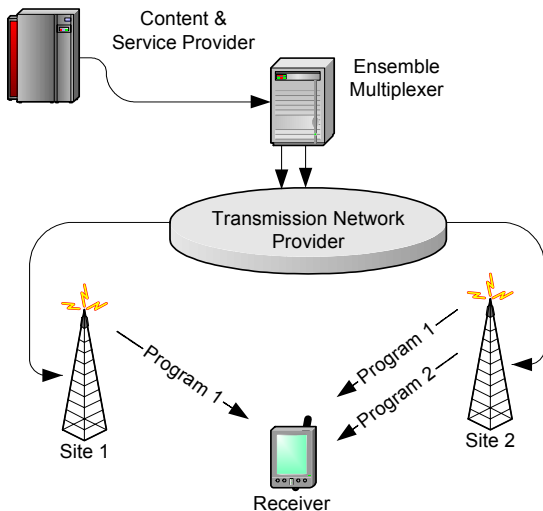 Content &
Service Provider
Ensemble
Multiplexer
Transmission Network
Provider
Program 1
Program 1
Program 2
Site 1
Site 2
Receiver